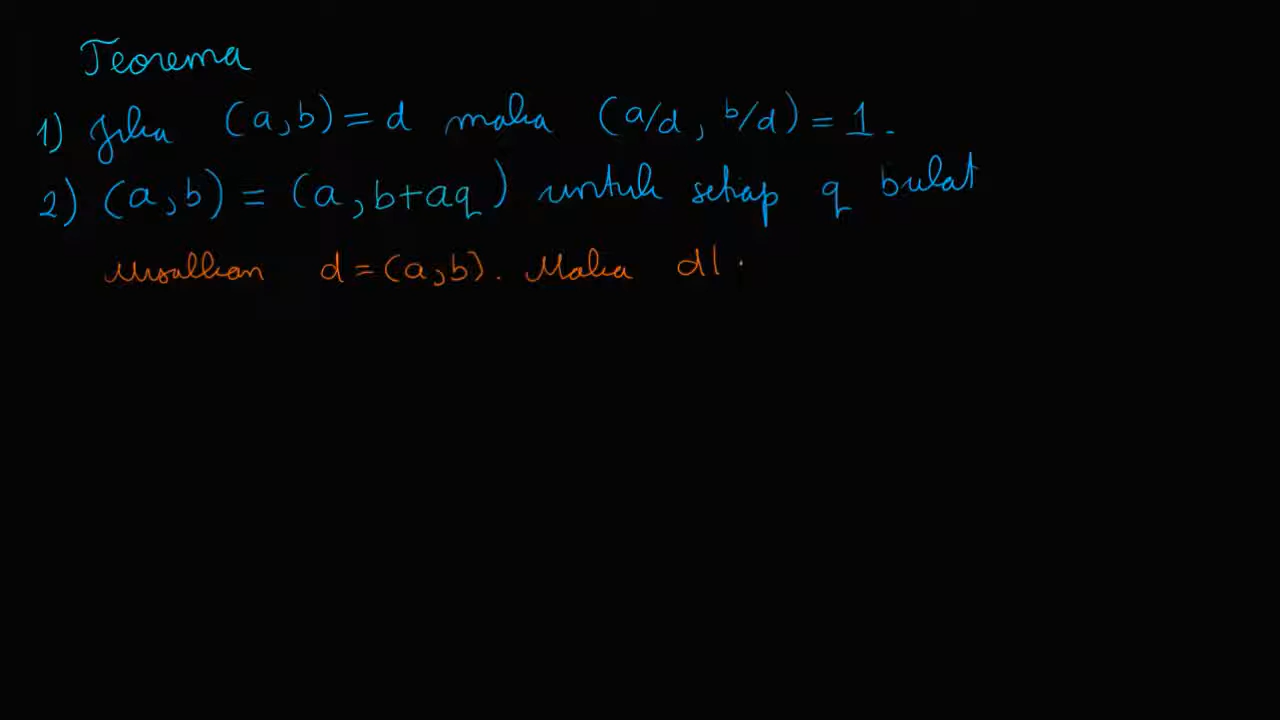 Teorema
1) Jika (a,b) = d maka (a/d, b/d) = 1.
2) (a,b) = (a, b+aq) untuk setiap q bulat
Misalkan d = (a,b). Maka d|